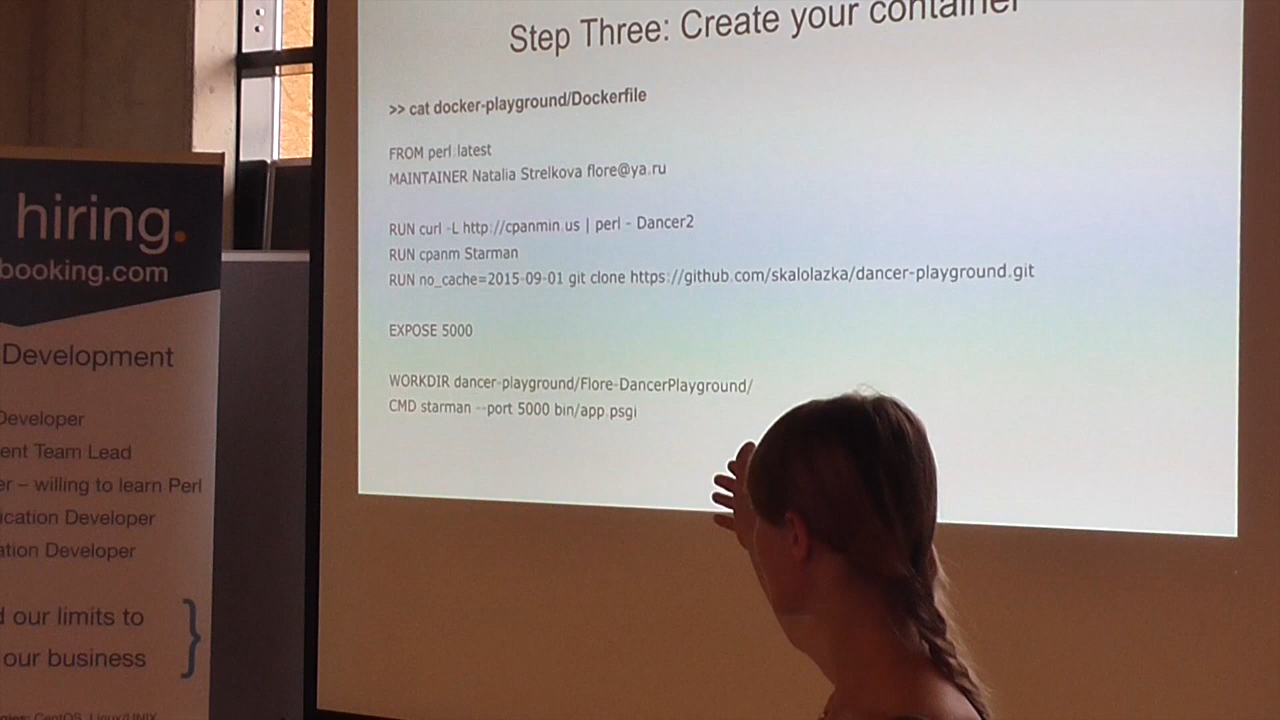 Step Three: Create your container
>> cat docker-playground/Dockerfile
FROM perl:latest
MAINTAINER Natalia Strelkova flore@ya.ru
RUN curl -L http://cpanmin.us | perl - Dancer2
RUN cpanm Starman
RUN no_cache=2015-09-01 git clone https://github.com/skalolazka/dancer-playground.git
EXPOSE 5000
WORKDIR dancer-playground/Flore-DancerPlayground/
CMD starman --port 5000 bin/app.psgi
hiring.
booking.com
Development
Developer
ent Team Lead
er – willing to learn Perl
ication Developer
ation Developer
d our limits to
our business
}
gies: CentOS, Linux/UNIX